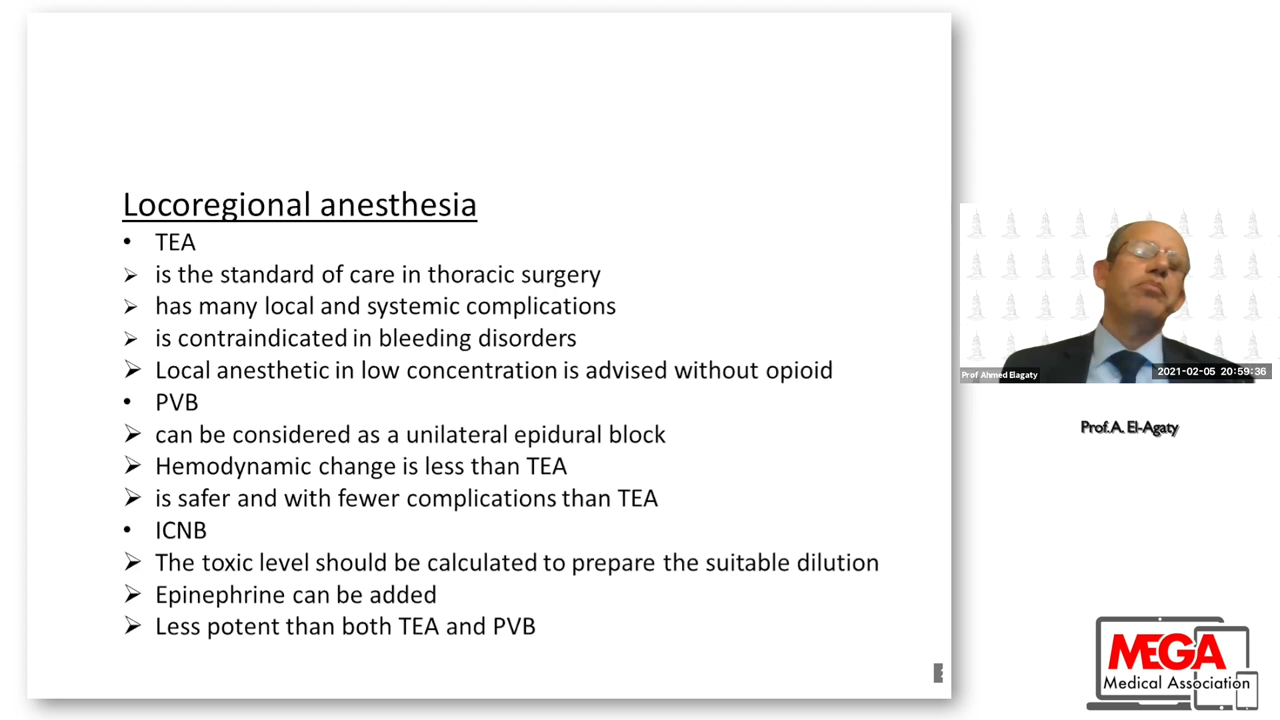 Locoregional anesthesia
• TEA
➢ is the standard of care in thoracic surgery
➢ has many local and systemic complications
➢ is contraindicated in bleeding disorders
➢ Local anesthetic in low concentration is advised without opioid
• PVB
➢ can be considered as a unilateral epidural block
➢ Hemodynamic change is less than TEA
➢ is safer and with fewer complications than TEA
• ICNB
➢ The toxic level should be calculated to prepare the suitable dilution
➢ Epinephrine can be added
➢ Less potent than both TEA and PVB
Prof Ahmed Elagaty
2021-02-05 20:59:36
Prof.A. El-Agaty
MEGA
Medical Association